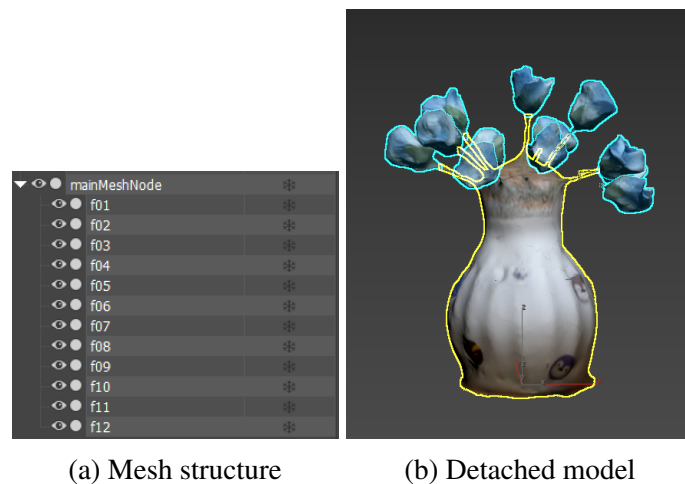 mainMeshNode
f01
f02
f03
f04
f05
f06
f07
f08
f09
f10
f11
f12
z
(a) Mesh structure
(b) Detached model